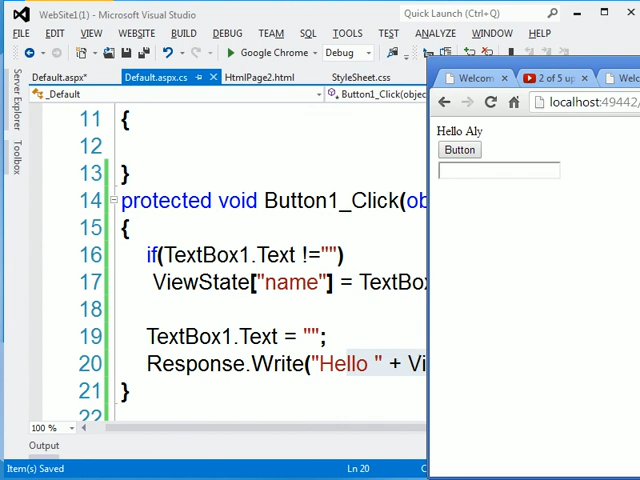 WebSite1(1) - Microsoft Visual Studio
Quick Launch (Ctrl+Q)
FILE EDIT VIEW WEBSITE BUILD DEBUG TEAM SQL TOOLS TEST ANALYZE WINDOW HELP
Google Chrome Debug
Default.aspx* Default.aspx.cs HtmlPage2.html StyleSheet.css
_Default Button1_Click(objec
Server Explorer
Toolbox
11 {
12
13 }
14 protected void Button1_Click(ob
15 {
16 if(TextBox1.Text !="")
17 ViewState["name"] = TextBo
18
19 TextBox1.Text = "";
20 Response.Write("Hello " + Vi
21 }
22
100 %
Output
Item(s) Saved Ln 20 C
Welcom 2 of 5 up Welc
localhost:49442/
Hello Aly
Button